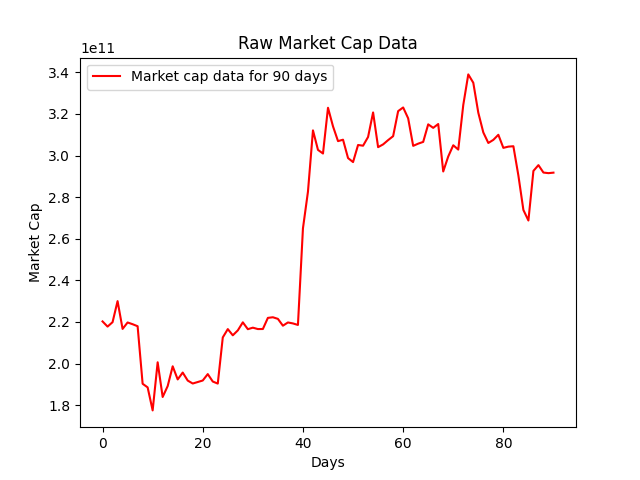 Raw Market Cap Data
1e11
Market cap data for 90 days
3.4
3.2
3.0
2.8
2.6
2.4
2.2
2.0
1.8
Market Cap
0 20 40 60 80
Days